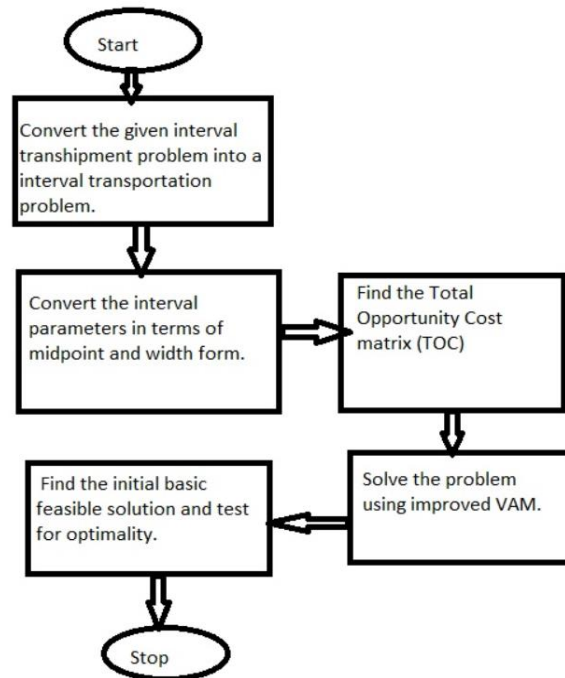 Start
Convert the given interval
transhipment problem into a
interval transportation
problem.
Convert the interval
parameters in terms of
midpoint and width form.
Find the Total
Opportunity Cost
matrix (TOC)
Solve the problem
using improved VAM.
Find the initial basic
feasible solution and test
for optimality.
Stop